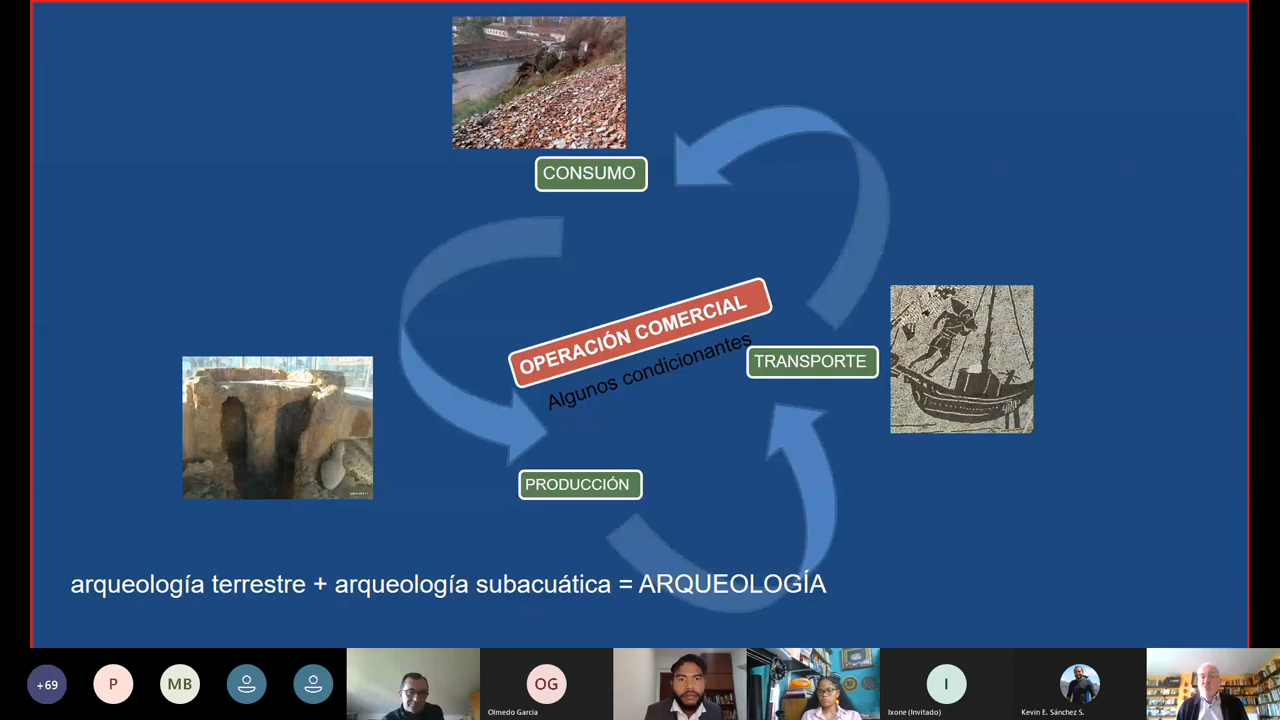 CONSUMO
OPERACIÓN COMERCIAL
Algunos condicionantes
TRANSPORTE
PRODUCCIÓN
arqueología terrestre + arqueología subacuática = ARQUEOLOGÍA
+69
P
MB
OG
Olmedo Garcia
I
Ixone (Invitado)
Kevin E. Sánchez S.